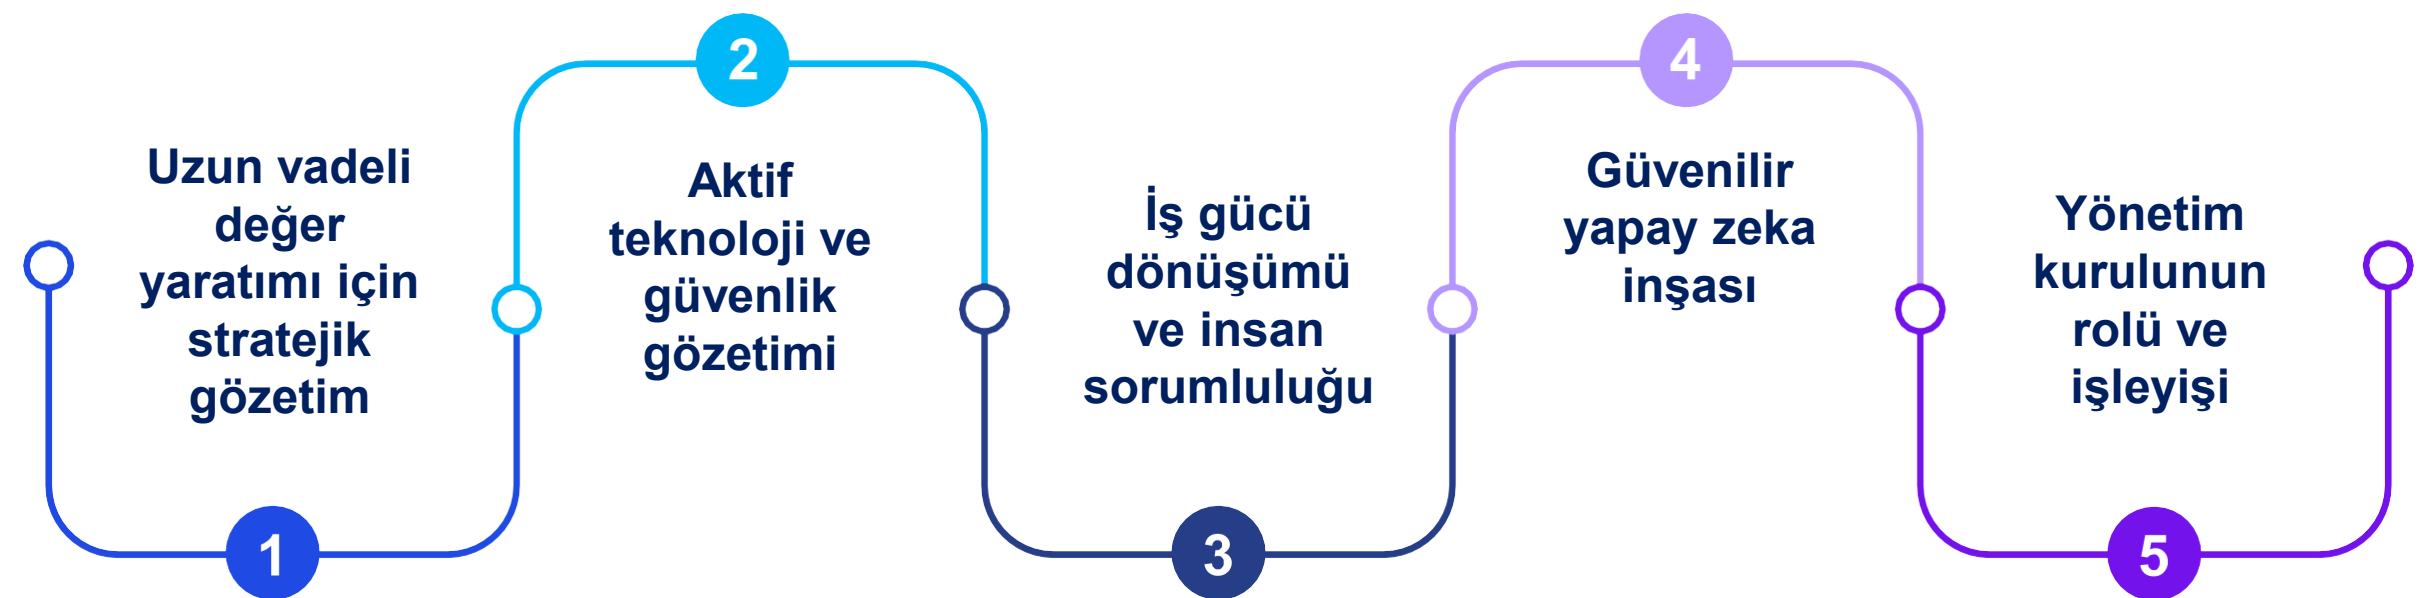 1
Uzun vadeli
değer
yaratımı için
stratejik
gözetim
2
Aktif
teknoloji ve
güvenlik
gözetimi
3
İş gücü
dönüşümü
ve insan
sorumluluğu
4
Güvenilir
yapay zeka
inşası
5
Yönetim
kurulunun
rolü ve
işleyişi